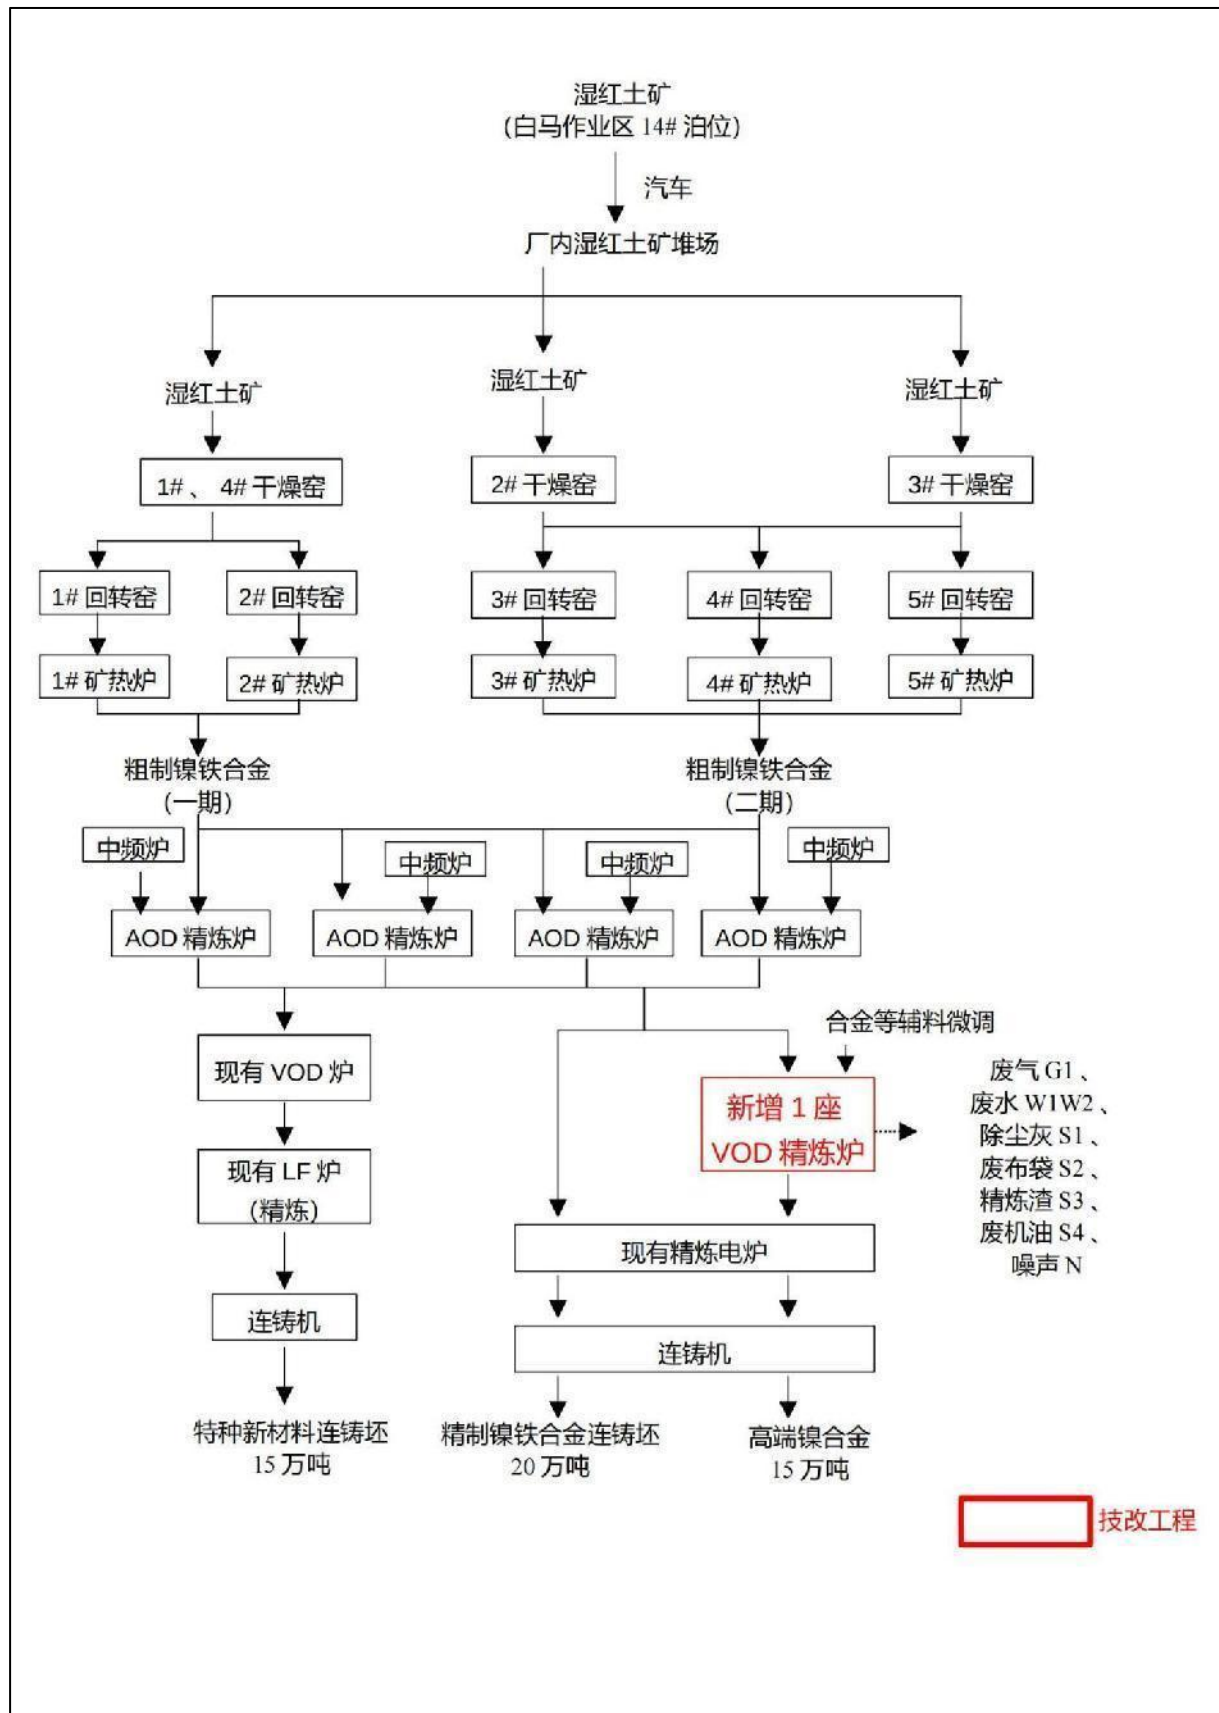 湿红土矿
(白马作业区 14# 泊位)
汽车
厂内湿红土矿堆场
湿红土矿
湿红土矿
湿红土矿
1# 、 4# 干燥窑
2# 干燥窑
3# 干燥窑
1# 回转窑
2# 回转窑
3# 回转窑
4# 回转窑
5# 回转窑
1# 矿热炉
2# 矿热炉
3# 矿热炉
4# 矿热炉
5# 矿热炉
粗制镍铁合金
(一期)
粗制镍铁合金
(二期)
中频炉
中频炉
中频炉
中频炉
AOD 精炼炉
AOD 精炼炉
AOD 精炼炉
AOD 精炼炉
合金等辅料微调
现有 VOD 炉
新增 1 座
VOD 精炼炉
废气 G1 、
废水 W1W2 、
除尘灰 S1 、
废布袋 S2 、
精炼渣 S3 、
废机油 S4 、
噪声 N
现有 LF 炉
(精炼)
现有精炼电炉
连铸机
连铸机
特种新材料连铸坯
15 万吨
精制镍铁合金连铸坯
20 万吨
高端镍合金
15 万吨
技改工程